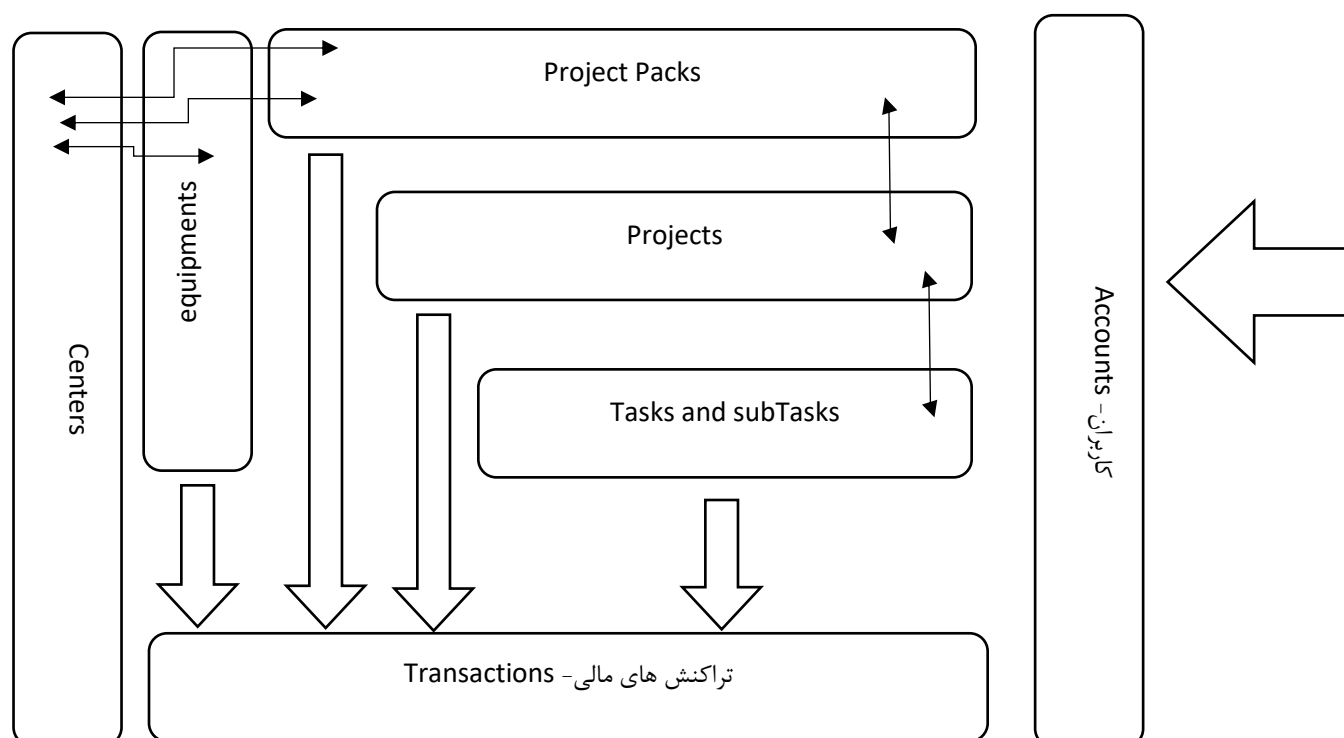 Project Packs
Projects
Tasks and subTasks
equipments
Centers
Accounts -کاربران
Transactions -تراکنش های مالی